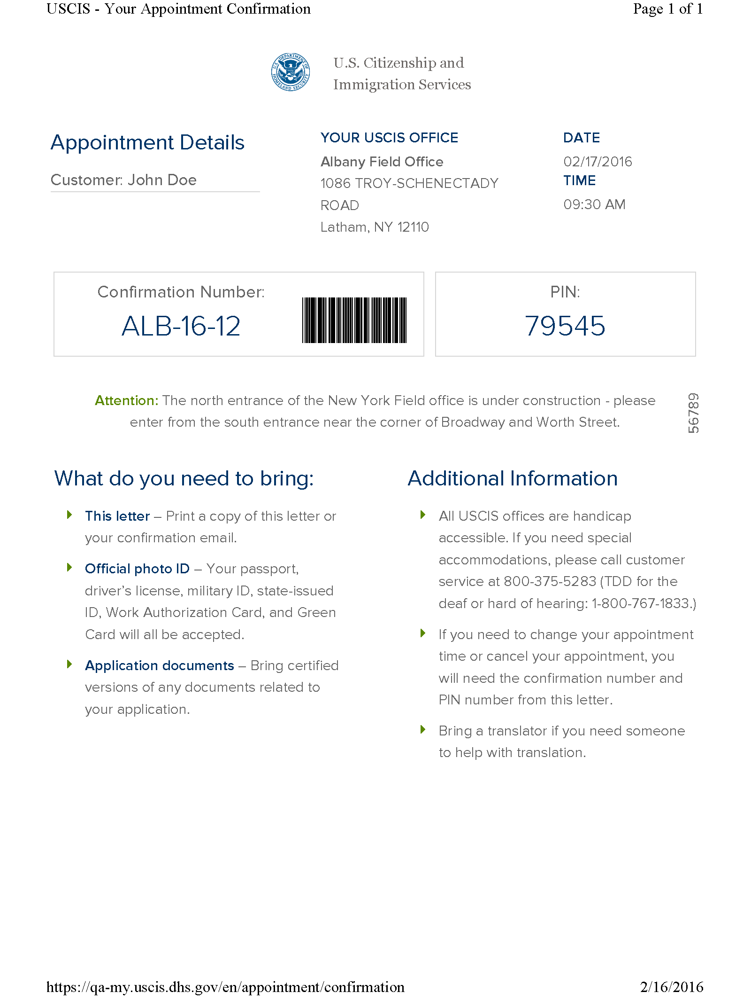 USCIS - Your Appointment Confirmation
Page 1 of 1
U.S. DEPARTMENT OF HOMELAND SECURITY
U.S. Citizenship and
Immigration Services
Appointment Details
Customer: John Doe
YOUR USCIS OFFICE
Albany Field Office
1086 TROY-SCHENECTADY
ROAD
Latham, NY 12110
DATE
02/17/2016
TIME
09:30 AM
Confirmation Number:
ALB-16-12
PIN:
79545
Attention: The north entrance of the New York Field office is under construction - please
enter from the south entrance near the corner of Broadway and Worth Street.
56789
What do you need to bring:
This letter – Print a copy of this letter or
your confirmation email.
Official photo ID – Your passport,
driver’s license, military ID, state-issued
ID, Work Authorization Card, and Green
Card will all be accepted.
Application documents – Bring certified
versions of any documents related to
your application.
Additional Information
All USCIS offices are handicap
accessible. If you need special
accommodations, please call customer
service at 800-375-5283 (TDD for the
deaf or hard of hearing: 1-800-767-1833.)
If you need to change your appointment
time or cancel your appointment, you
will need the confirmation number and
PIN number from this letter.
Bring a translator if you need someone
to help with translation.
https://qa-my.uscis.dhs.gov/en/appointment/confirmation
2/16/2016